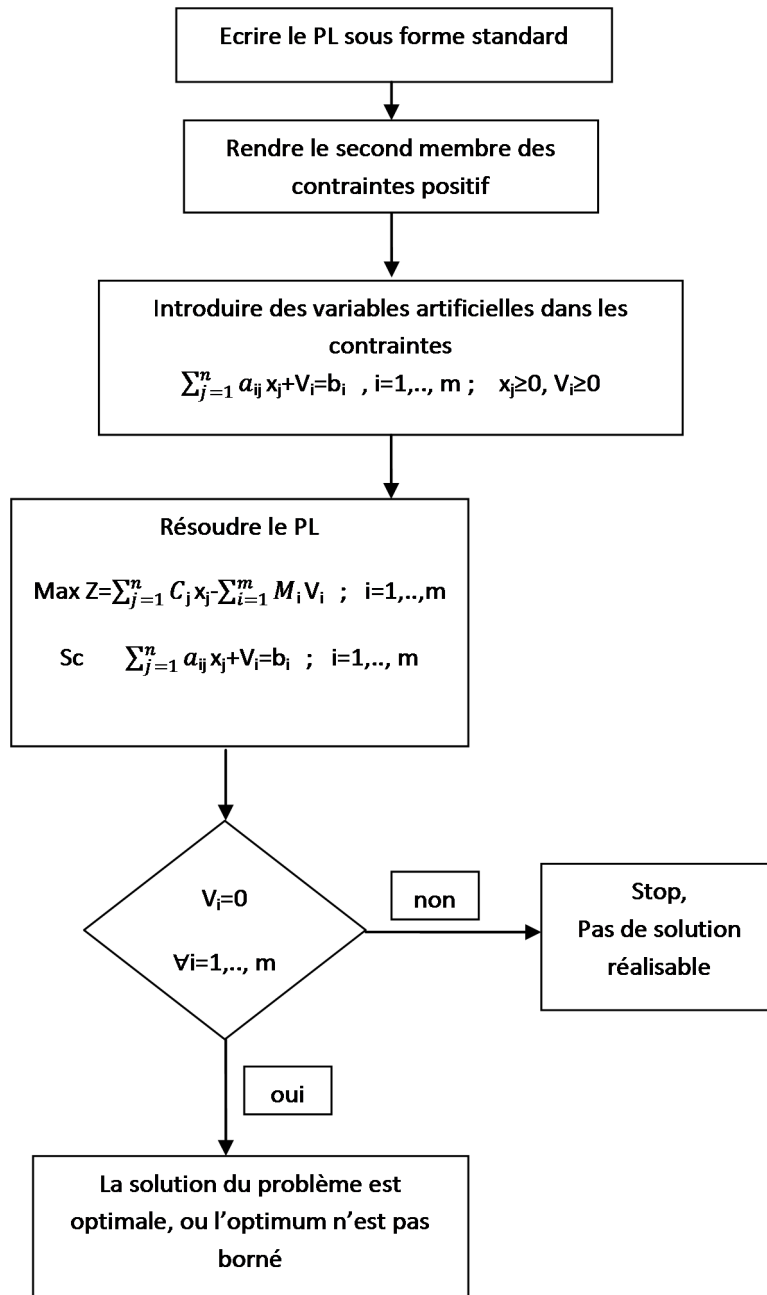 Ecrire le PL sous forme standard
Rendre le second membre des
contraintes positif
Introduire des variables artificielles dans les
contraintes
∑ⁿⱼ₌₁ aᵢⱼ xⱼ+Vᵢ=bᵢ , i=1,.., m ; xⱼ≥0, Vᵢ≥0
Résoudre le PL
Max Z=∑ⁿⱼ₌₁ Cⱼ xⱼ-∑ᵐᵢ₌₁ Mᵢ Vᵢ ; i=1,..,m
Sc ∑ⁿⱼ₌₁ aᵢⱼ xⱼ+Vᵢ=bᵢ ; i=1,.., m
Vᵢ=0
∀i=1,.., m
non
Stop,
Pas de solution
réalisable
oui
La solution du problème est
optimale, ou l’optimum n’est pas
borné